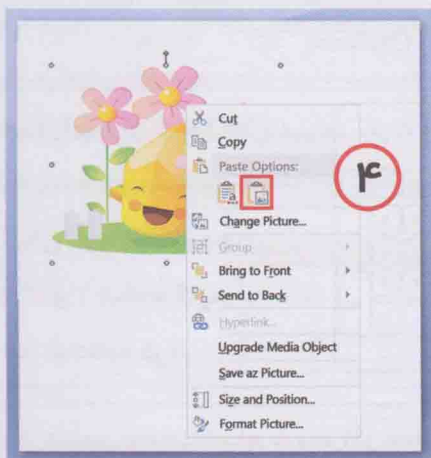 Cut
Copy
Paste Options:
۴
Change Picture...
Group
Bring to Front
Send to Back
Hyperlink...
Upgrade Media Object
Save az Picture...
Size and Position...
Format Picture...